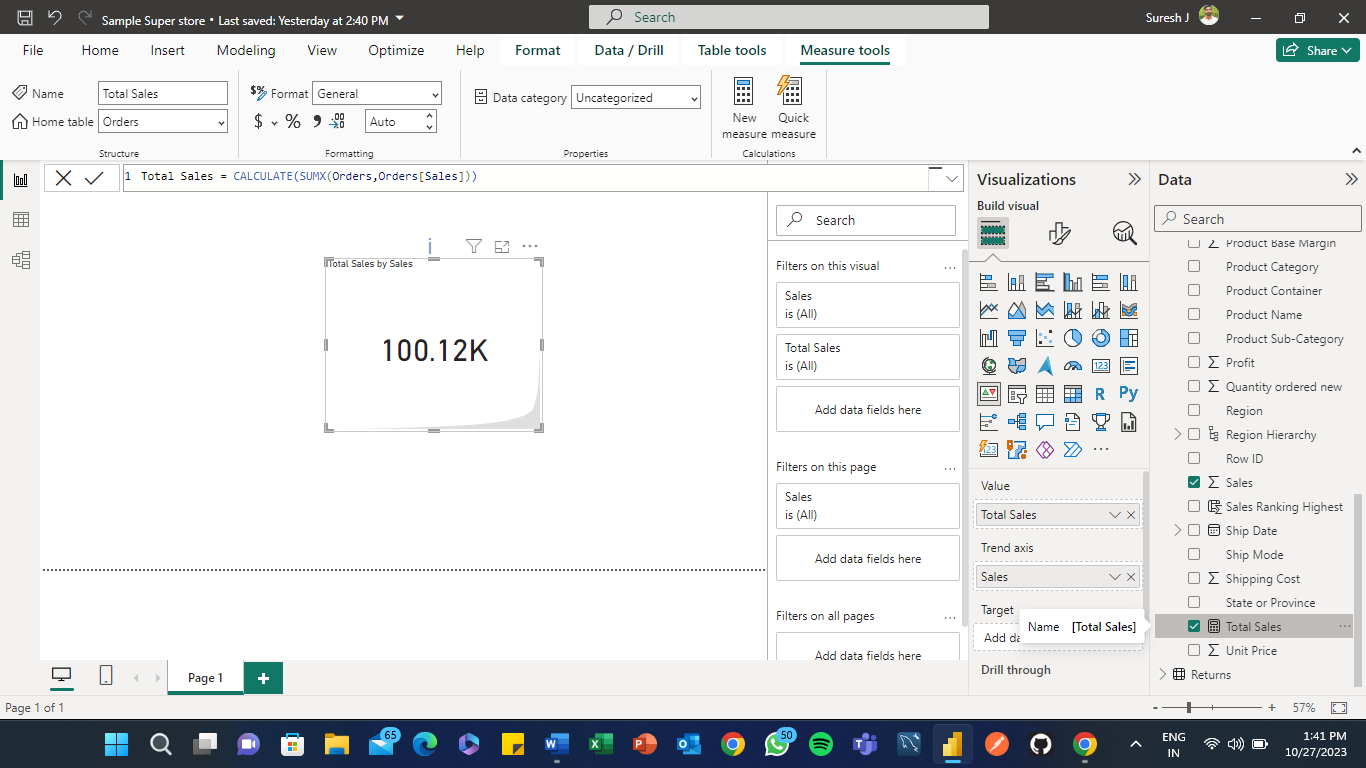 Sample Super store • Last saved: Yesterday at 2:40 PM
Search
Suresh J
File Home Insert Modeling View Optimize Help Format Data / Drill Table tools Measure tools
Share
Name Total Sales
Home table Orders
Structure
$% Format General
$ % Auto
Formatting
Data category Uncategorized
Properties
New measure
Quick measure
Calculations
1 Total Sales = CALCULATE(SUMX(Orders,Orders[Sales]))
Total Sales by Sales
100.12K
Search
Filters on this visual
Sales
is (All)
Total Sales
is (All)
Add data fields here
Filters on this page
Sales
is (All)
Add data fields here
Filters on all pages
Add data fields here
Visualizations
Build visual
123
R Py
123
Value
Total Sales
Trend axis
Sales
Target
Add da
Name [Total Sales]
Drill through
Data
Search
Product Base Margin
Product Category
Product Container
Product Name
Product Sub-Category
Profit
Quantity ordered new
Region
Region Hierarchy
Row ID
Sales
Sales Ranking Highest
Ship Date
Ship Mode
Shipping Cost
State or Province
Total Sales
Unit Price
Returns
Page 1
Page 1 of 1
- + 57%
65
50
ENG
IN
1:41 PM
10/27/2023